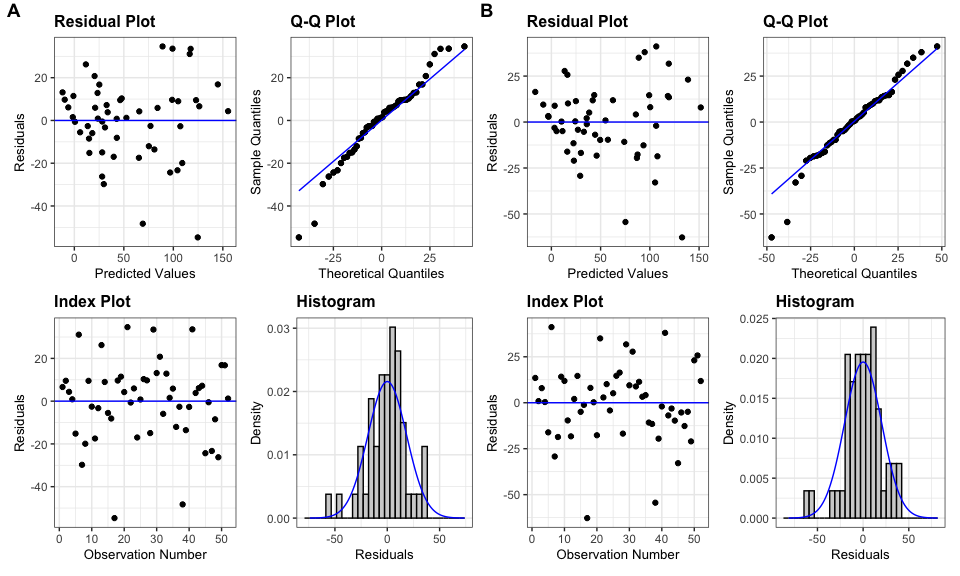 A
Residual Plot
Residuals
20
0
-20
-40
0
50
100
150
Predicted Values
Q-Q Plot
Sample Quantiles
20
0
-20
-40
-25
0
25
Theoretical Quantiles
B
Residual Plot
Residuals
25
0
-25
-50
0
50
100
150
Predicted Values
Q-Q Plot
Sample Quantiles
25
0
-25
-50
-50
-25
0
25
50
Theoretical Quantiles
Index Plot
Residuals
20
0
-20
-40
0
10
20
30
40
50
Observation Number
Histogram
Density
0.03
0.02
0.01
0.00
-50
0
50
Residuals
Index Plot
Residuals
25
0
-25
-50
0
10
20
30
40
50
Observation Number
Histogram
Density
0.025
0.020
0.015
0.010
0.005
0.000
-50
0
50
Residuals